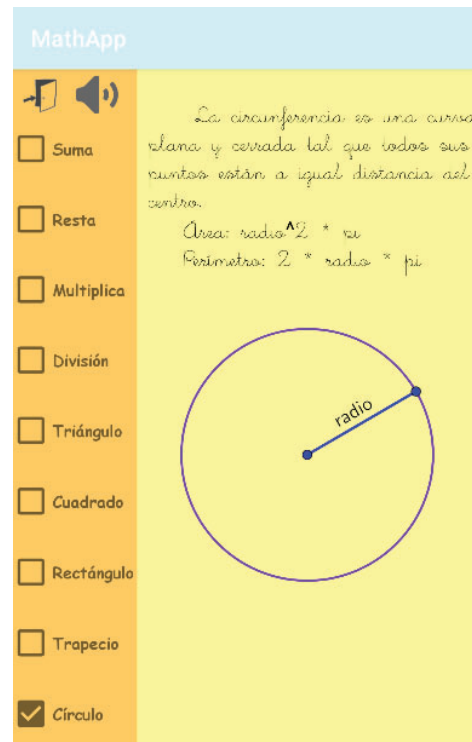 MathApp
Suma
Resta
Multiplica
División
Triángulo
Cuadrado
Rectángulo
Trapecio
Círculo
La circunferencia es una curva
plana y cerrada tal que todos sus
puntos están a igual distancia del
centro.
Área: radio^2 * pi
Perímetro: 2 * radio * pi
radio